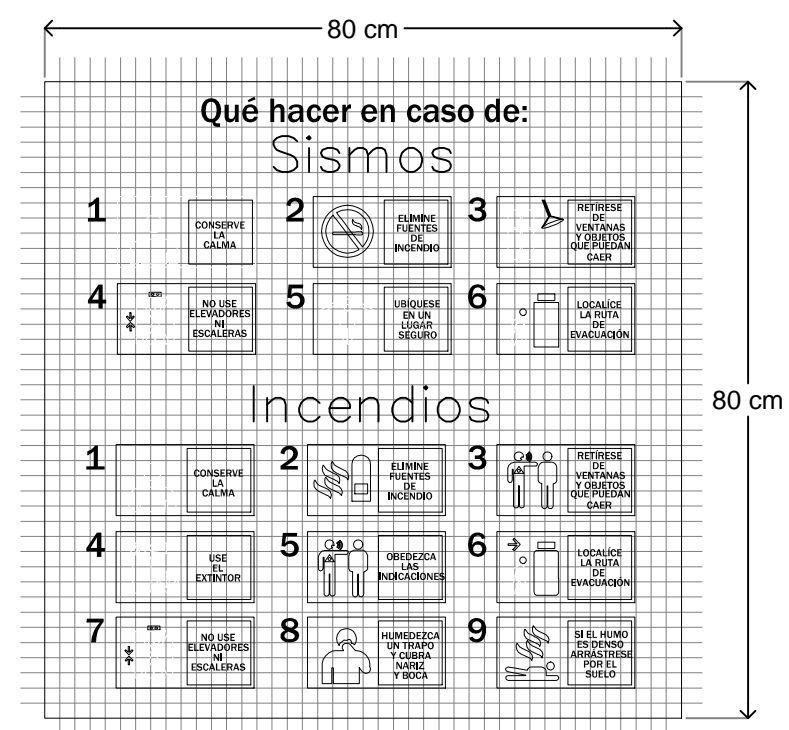 80 cm
80 cm
Qué hacer en caso de:
Sismos
1
CONSERVE
LA
CALMA
2
ELIMINE
FUENTES
DE
INCENDIO
3
RETÍRESE
DE
VENTANAS
Y OBJETOS
QUE PUEDAN
CAER
4
NO USE
ELEVADORES
NI
ESCALERAS
5
UBÍQUESE
EN UN
LUGAR
SEGURO
6
LOCALÍCE
LA RUTA
DE
EVACUACIÓN
Incendios
1
CONSERVE
LA
CALMA
2
ELIMINE
FUENTES
DE
INCENDIO
3
RETÍRESE
DE
VENTANAS
Y OBJETOS
QUE PUEDAN
CAER
4
USE
EL
EXTINTOR
5
OBEDEZCA
LAS
INDICACIONES
6
LOCALÍCE
LA RUTA
DE
EVACUACIÓN
7
NO USE
ELEVADORES
NI
ESCALERAS
8
HUMEDEZCA
UN TRAPO
Y CUBRA
NARIZ
Y BOCA
9
SI EL HUMO
ES DENSO
ARRÁSTRESE
POR EL
SUELO